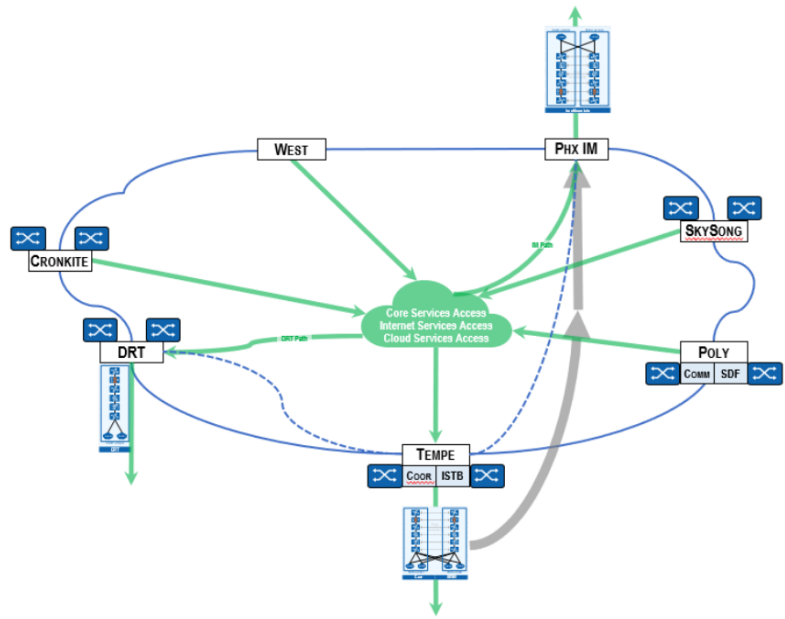 WEST
PHX IM
SKYSONG
IM Path
CRONKITE
Core Services Access
Internet Services Access
Cloud Services Access
DRT Path
DRT
POLY
COMM SDF
TEMPE
COOR ISTB